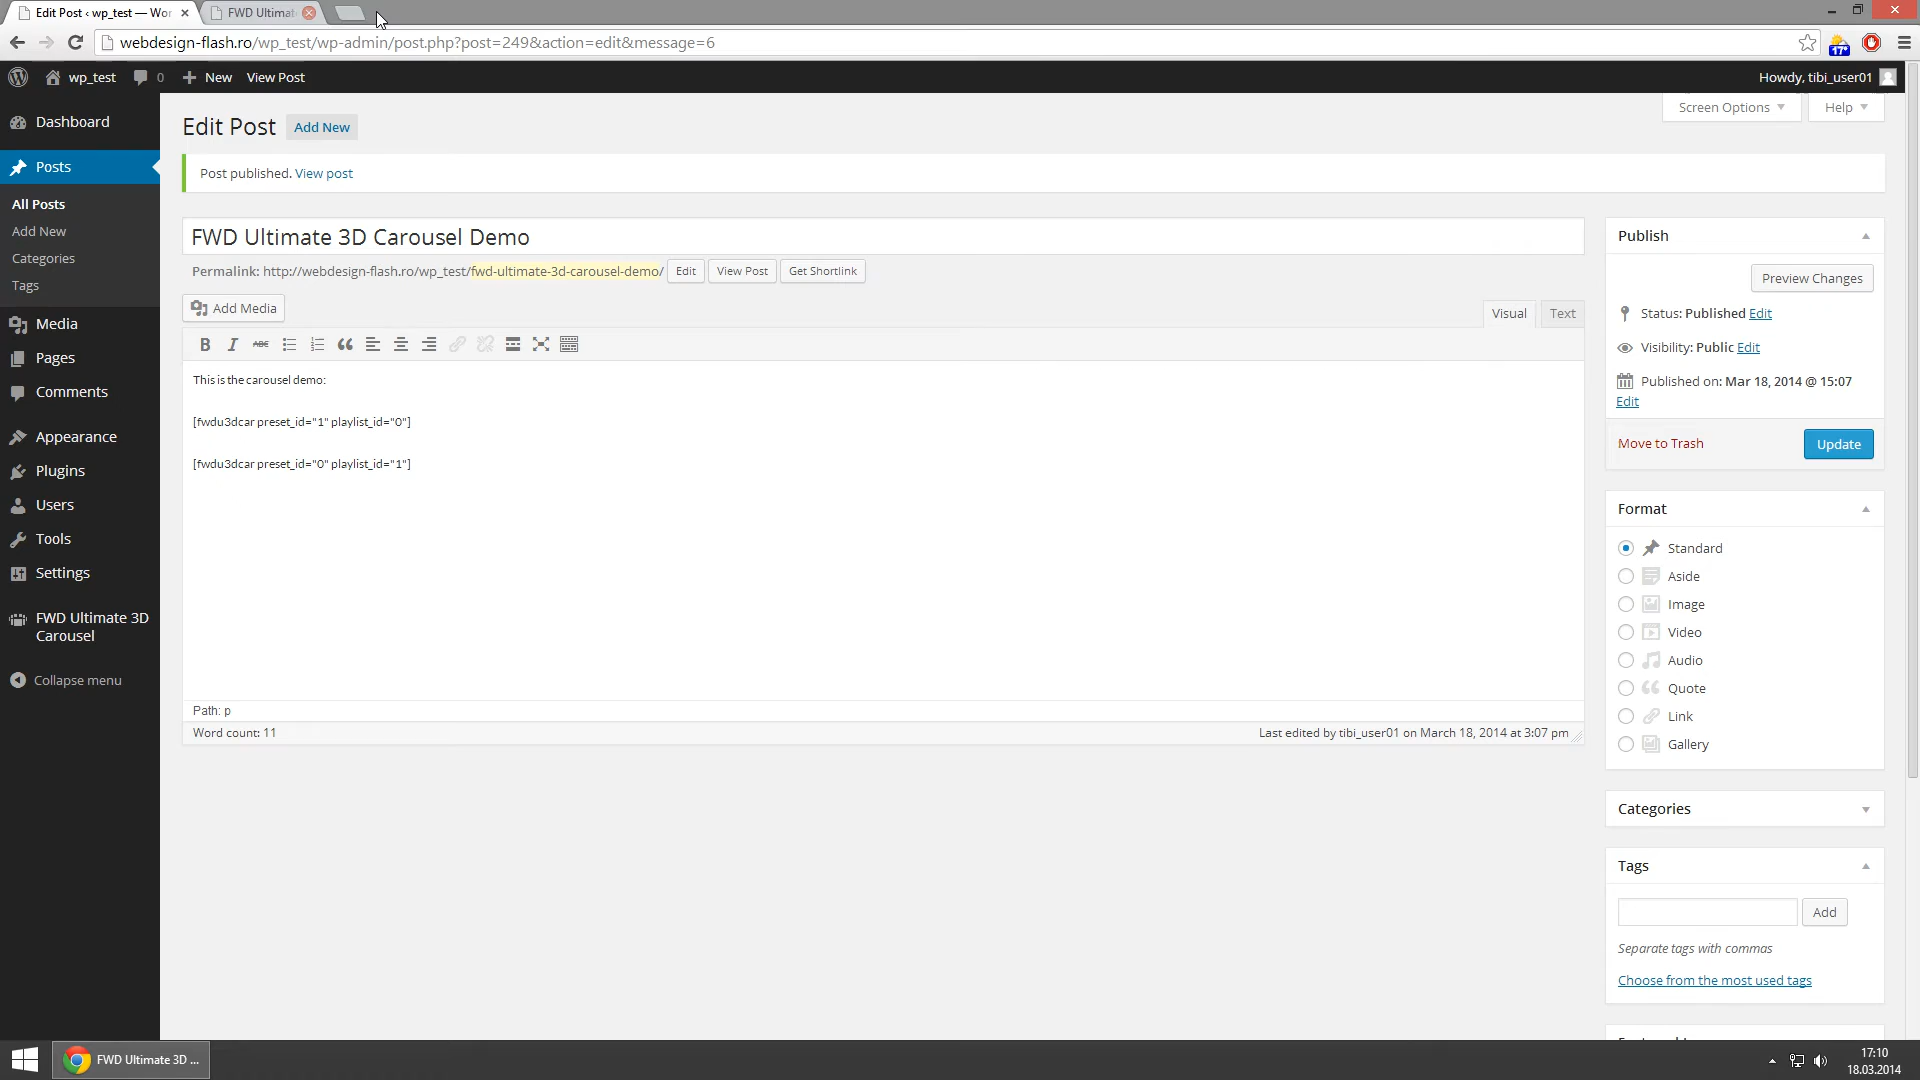 Edit Post ‹ wp_test — Wor
FWD Ultimat
webdesign-flash.ro/wp_test/wp-admin/post.php?post=249&action=edit&message=6
17°
wp_test 0 New View Post Howdy, tibi_user01
Dashboard
Posts
All Posts
Add New
Categories
Tags
Media
Pages
Comments
Appearance
Plugins
Users
Tools
Settings
FWD Ultimate 3D
Carousel
Collapse menu
Screen Options Help
Edit Post Add New
Post published. View post
FWD Ultimate 3D Carousel Demo
Permalink: http://webdesign-flash.ro/wp_test/fwd-ultimate-3d-carousel-demo/ Edit View Post Get Shortlink
Add Media
Visual Text
B I ABC
This is the carousel demo:
[fwdu3dcar preset_id="1" playlist_id="0"]
[fwdu3dcar preset_id="0" playlist_id="1"]
Path: p
Word count: 11
Last edited by tibi_user01 on March 18, 2014 at 3:07 pm
Publish
Preview Changes
Status: Published Edit
Visibility: Public Edit
Published on: Mar 18, 2014 @ 15:07
Edit
Move to Trash Update
Format
Standard
Aside
Image
Video
Audio
Quote
Link
Gallery
Categories
Tags
Add
Separate tags with commas
Choose from the most used tags
FWD Ultimate 3D ...
17:10
18.03.2014